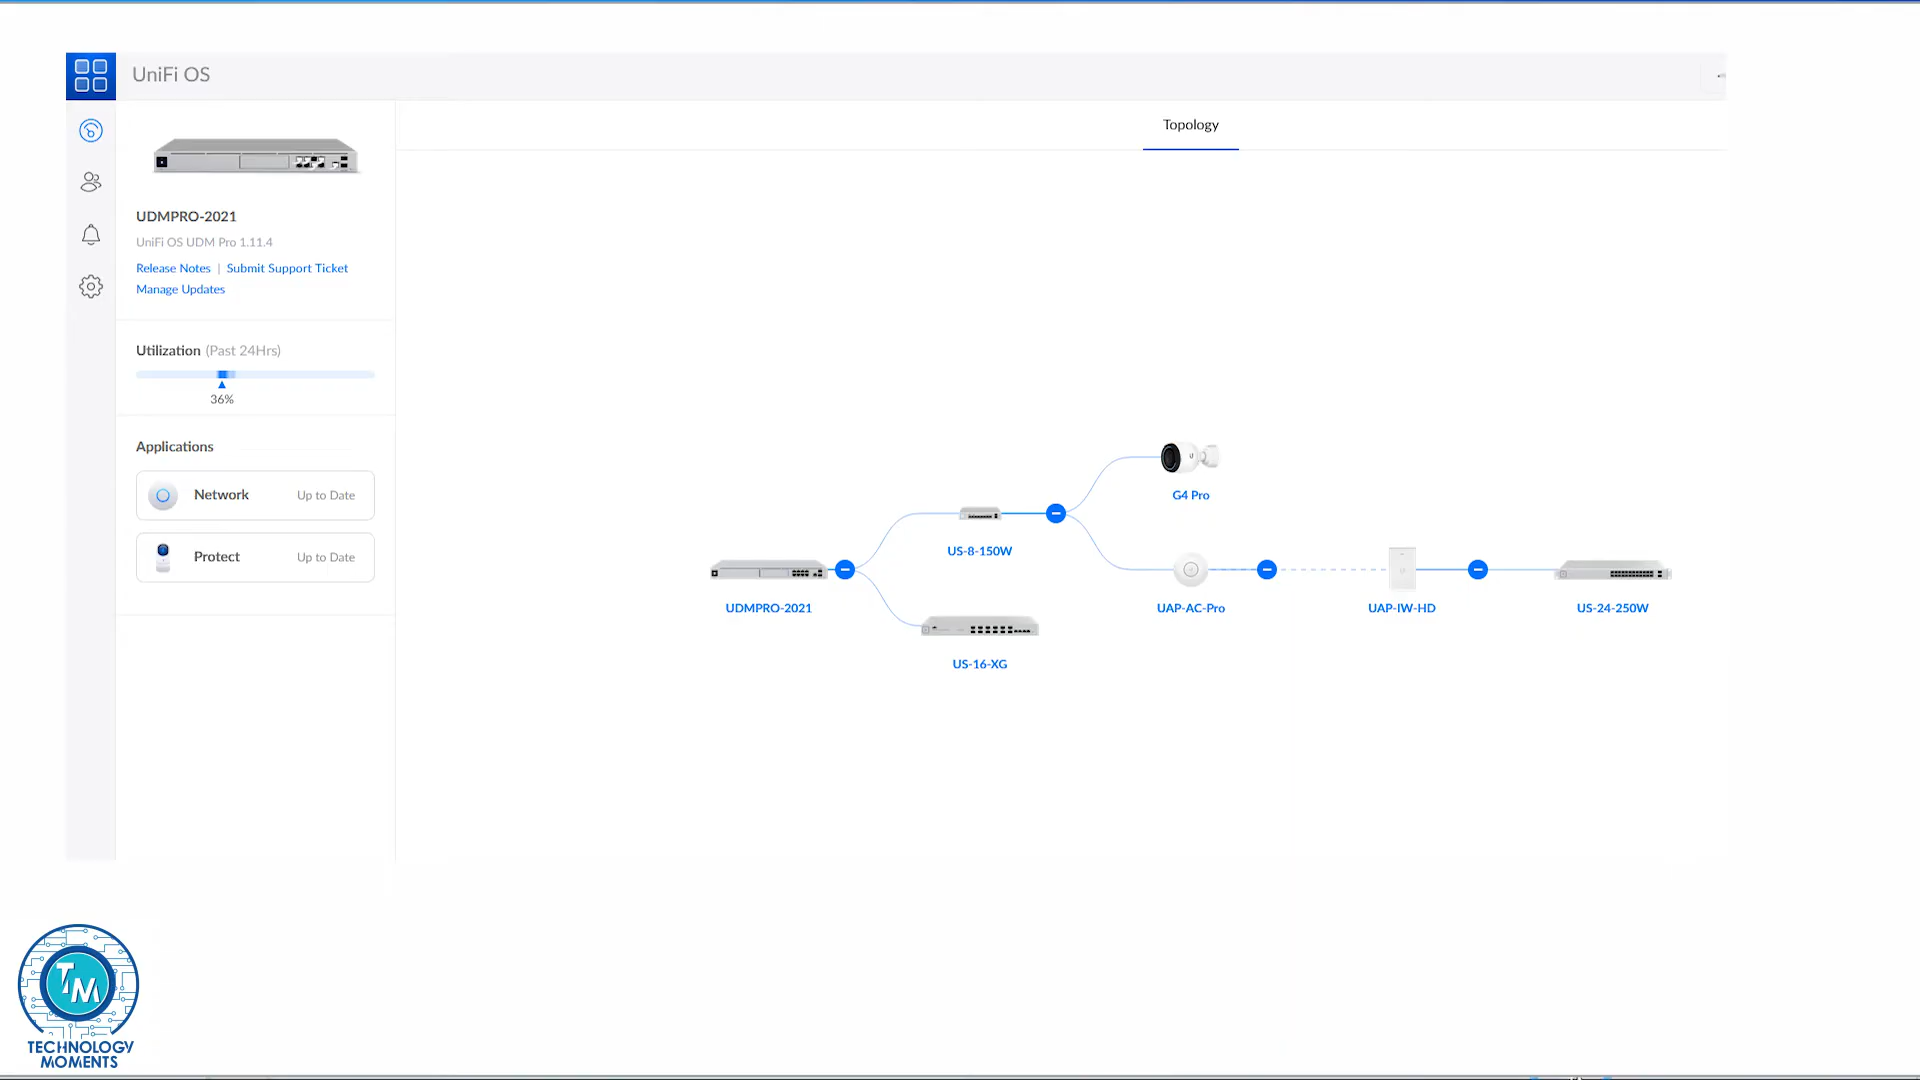 UniFi OS
Topology
UDMPRO-2021
UniFi OS UDM Pro 1.11.4
Release Notes | Submit Support Ticket
Manage Updates
Utilization (Past 24Hrs)
36%
Applications
Network Up to Date
Protect Up to Date
G4 Pro
US-8-150W
UDMPRO-2021
UAP-AC-Pro
UAP-IW-HD
US-24-250W
US-16-XG
TM
TECHNOLOGY
MOMENTS